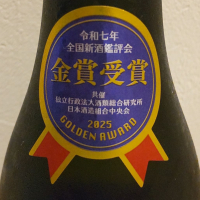 令和七年
全国新酒鑑評会
金賞受賞
共催
独立行政法人酒類総合研究所
日本酒造組合中央会
2025
GOLDEN AWARD